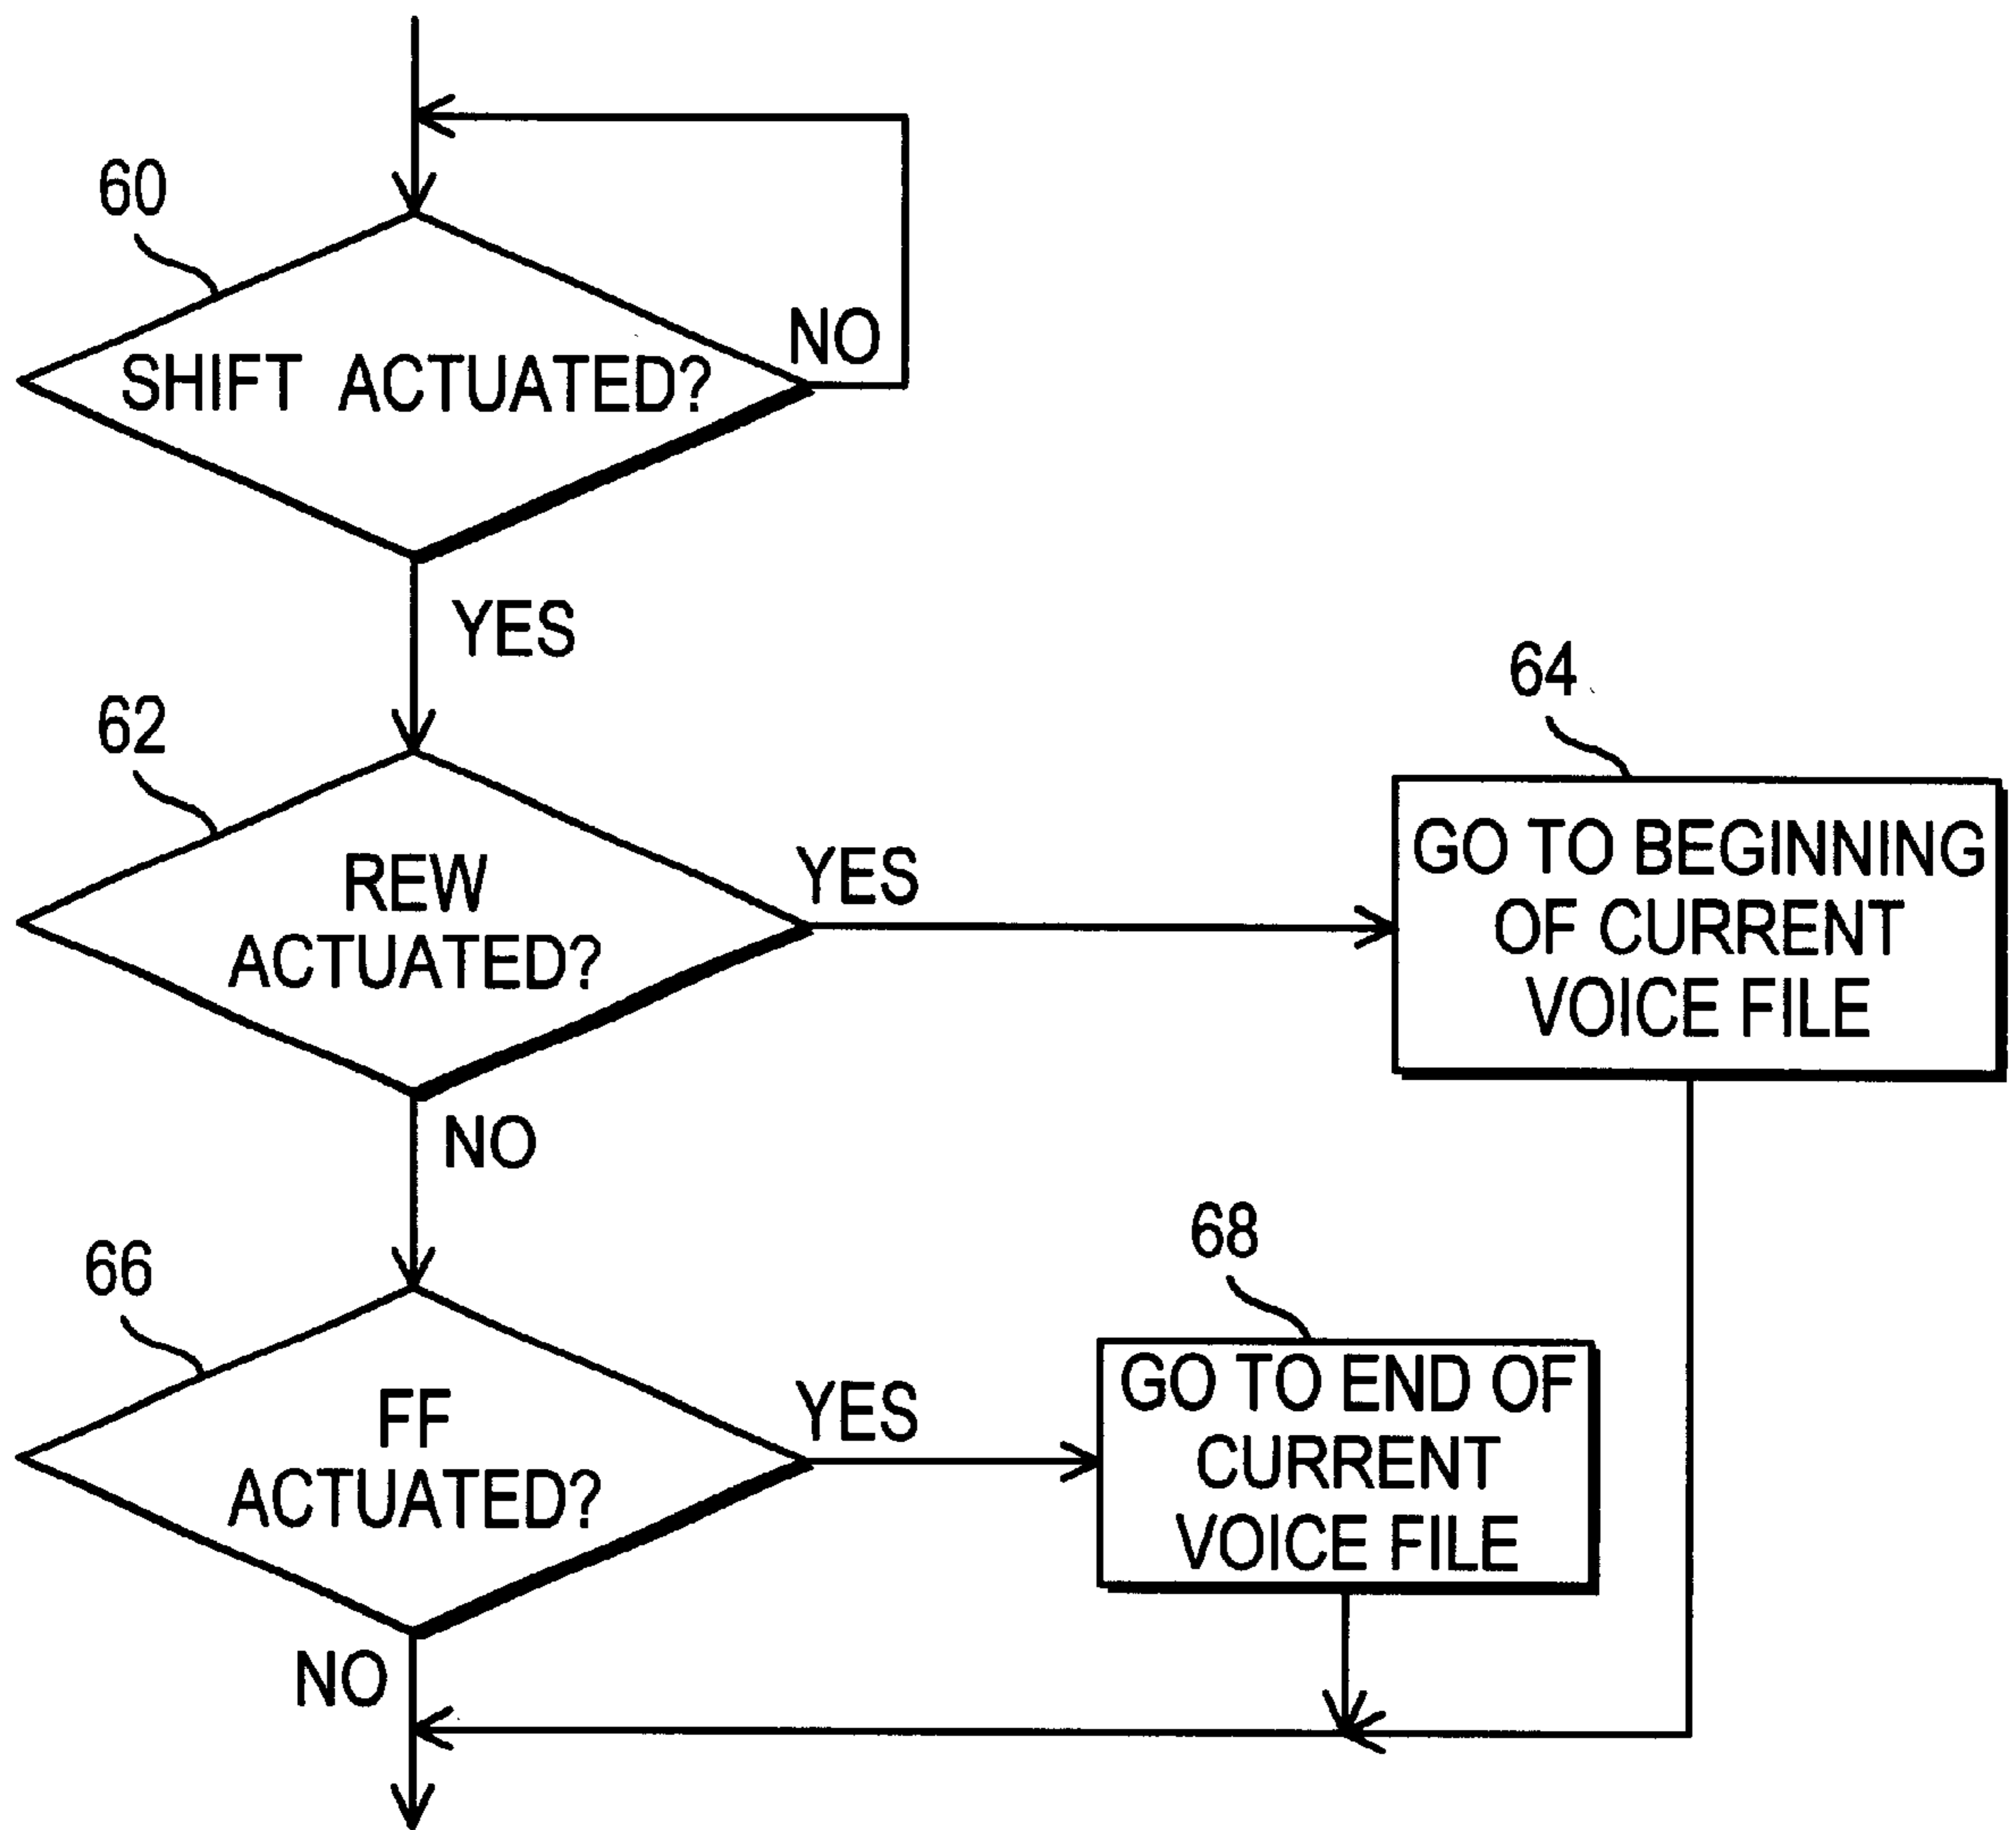 60
NO
SHIFT ACTUATED?
YES
62
64
REW
ACTUATED?
YES
GO TO BEGINNING
OF CURRENT
VOICE FILE
NO
66
68
FF
ACTUATED?
YES
GO TO END OF
CURRENT
VOICE FILE
NO